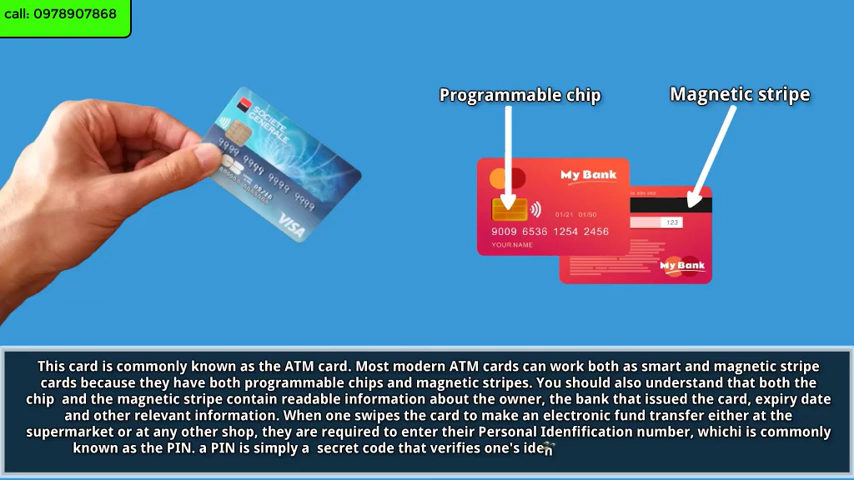 call: 0978907868
Programmable chip
Magnetic stripe
SOCIETE
GENERALE
9999 9999 9999 9999
VISA
My Bank
01/21 01/50
9009 6536 1254 2456
YOUR NAME
123
My Bank
This card is commonly known as the ATM card. Most modern ATM cards can work both as smart and magnetic stripe
cards because they have both programmable chips and magnetic stripes. You should also understand that both the
chip and the magnetic stripe contain readable information about the owner, the bank that issued the card, expiry date
and other relevant information. When one swipes the card to make an electronic fund transfer either at the
supermarket or at any other shop, they are required to enter their Personal Idenfification number, whichi is commonly
known as the PIN. a PIN is simply a secret code that verifies one's iden